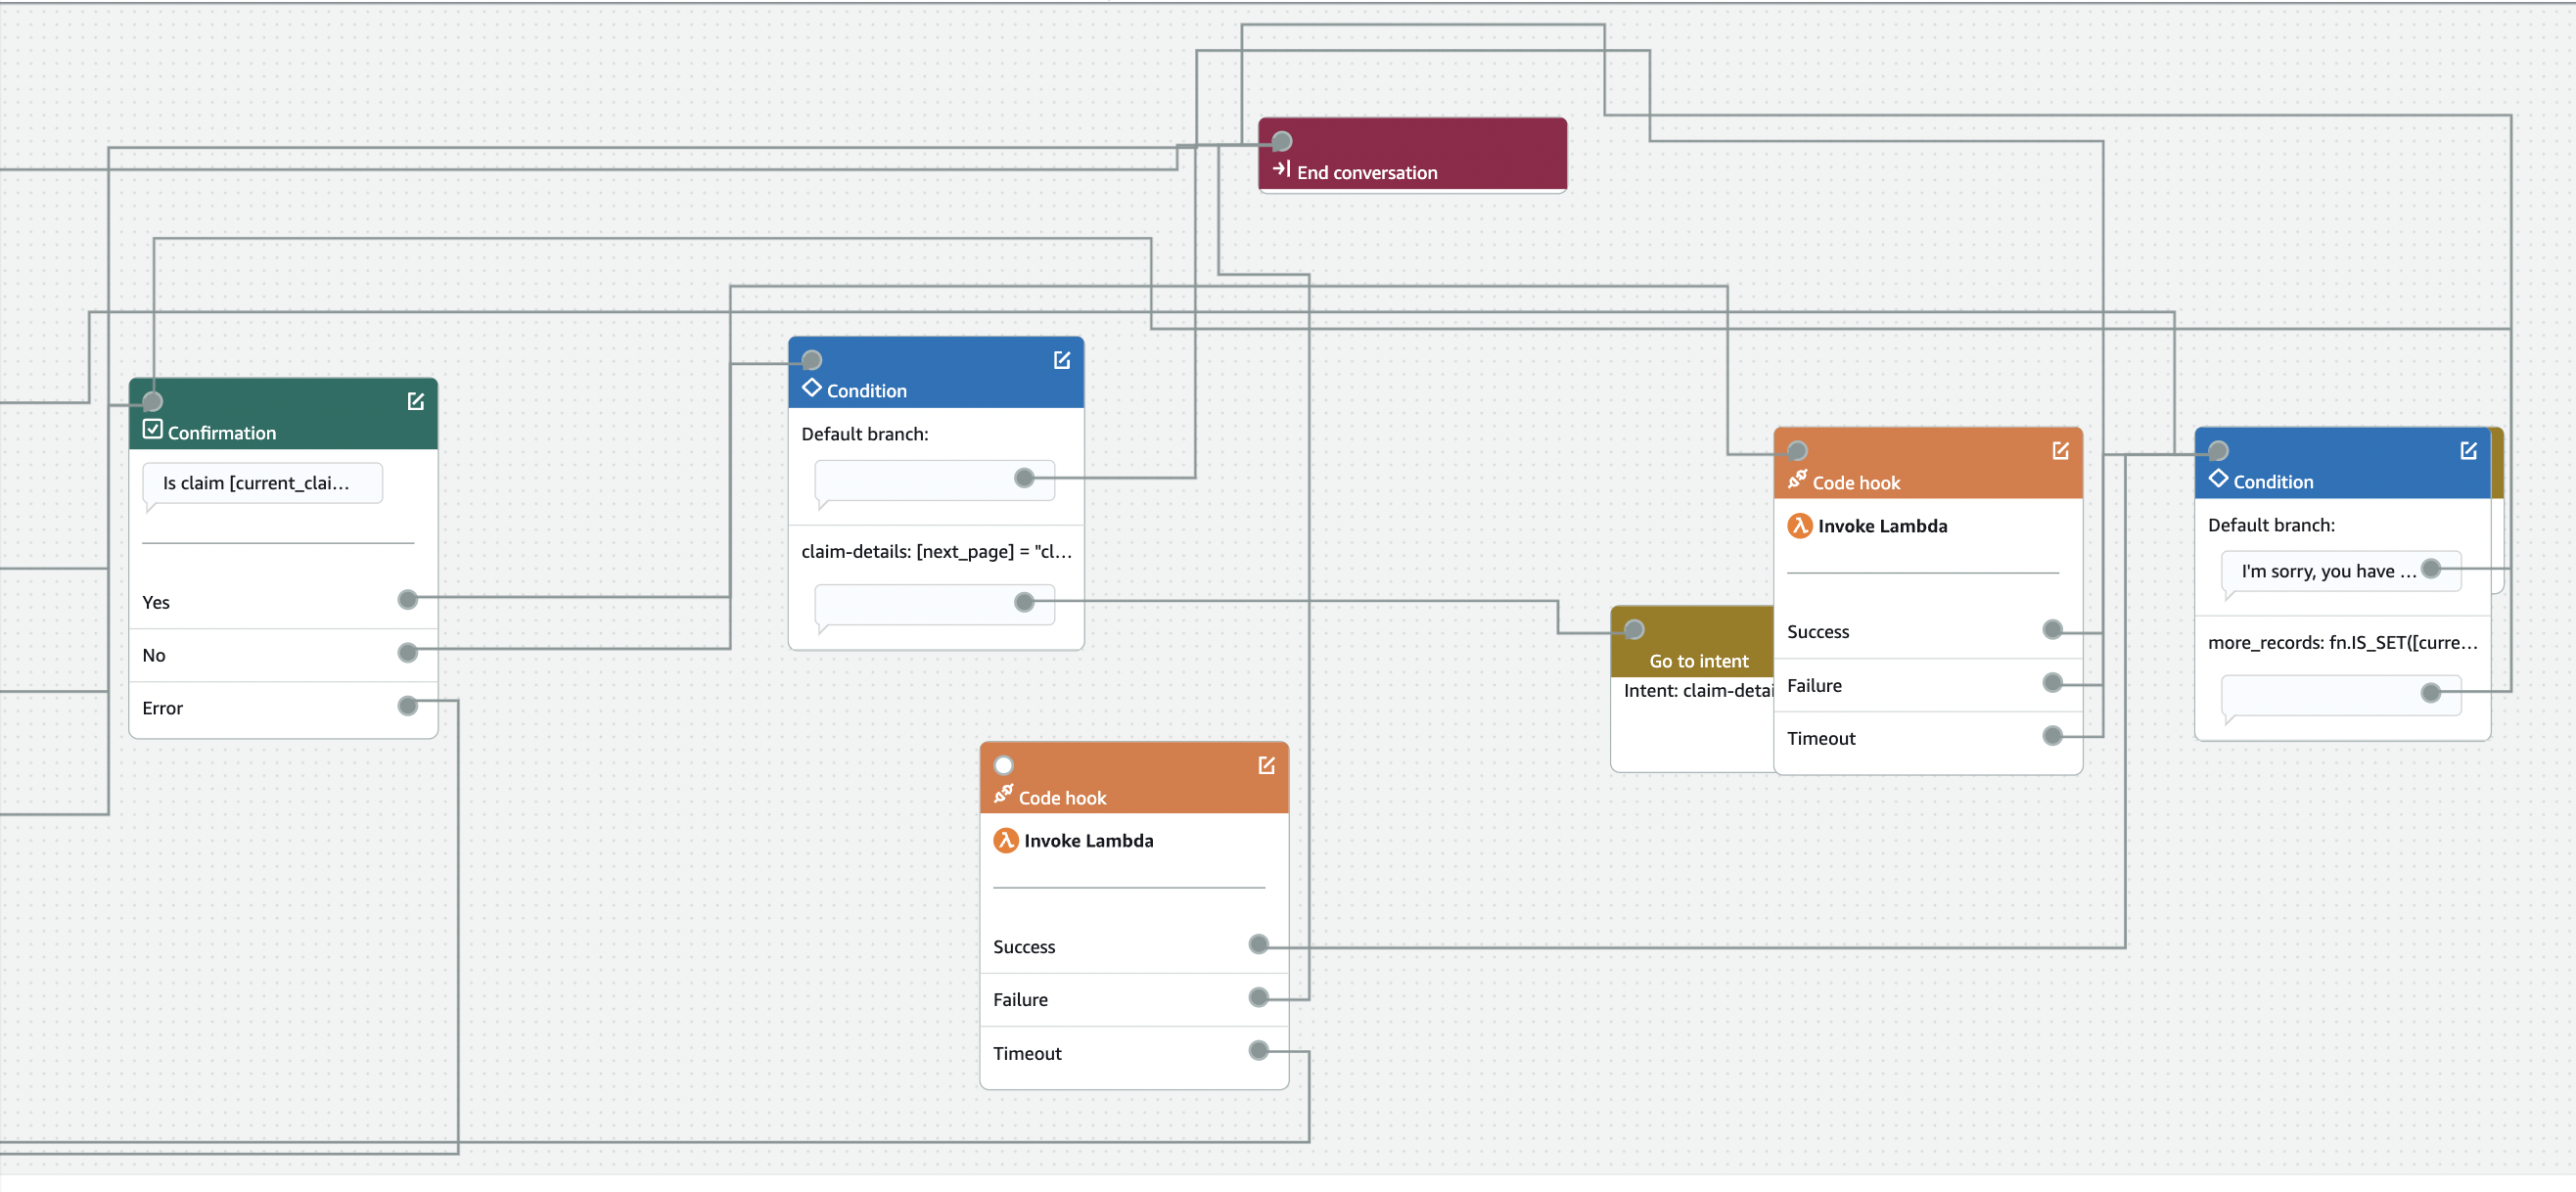 End conversation
Confirmation
Is claim [current_clai...
Yes
No
Error
Condition
Default branch:
claim-details: [next_page] = "cl...
Code hook
Invoke Lambda
Success
Failure
Timeout
Go to intent
Intent: claim-detai
Code hook
Invoke Lambda
Success
Failure
Timeout
Condition
Default branch:
I'm sorry, you have ...
more_records: fn.IS_SET([curre...